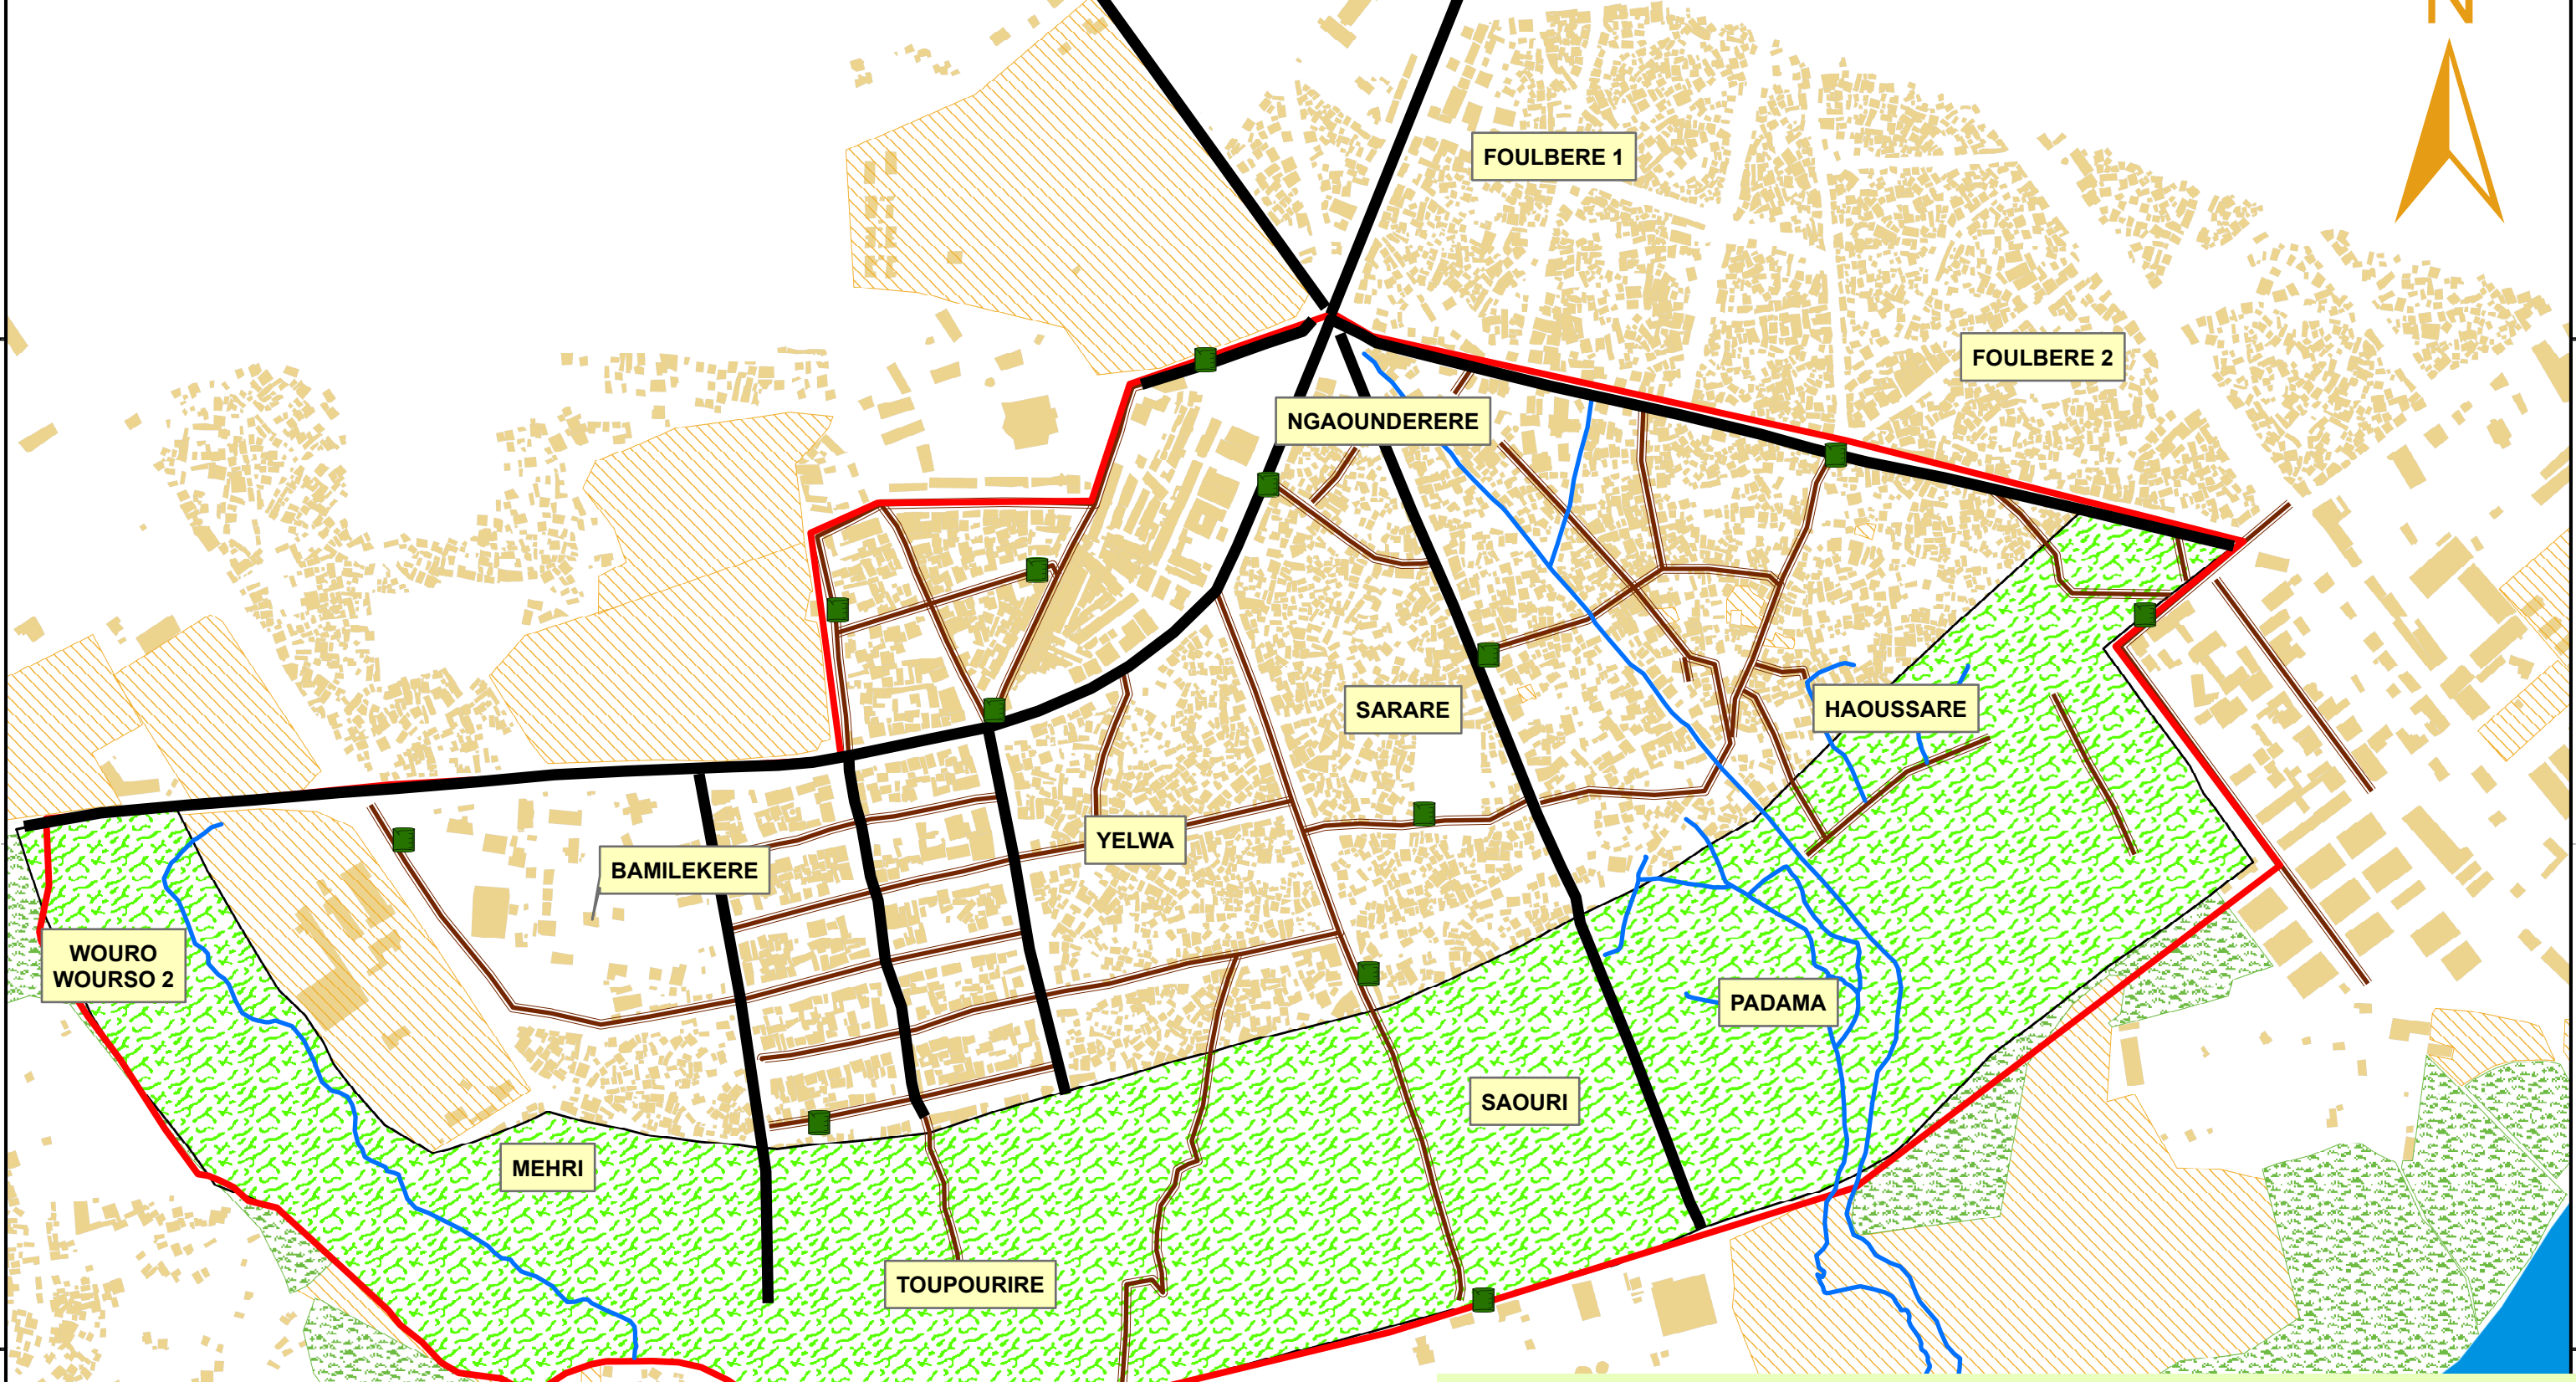 N
FOULBERE 1
FOULBERE 2
NGAOUNDERERE
SARARE
HAOUSSARE
YELWA
BAMILEKERE
WOURO
WOURSO 2
PADAMA
SAOURI
MEHRI
TOUPOURIRE